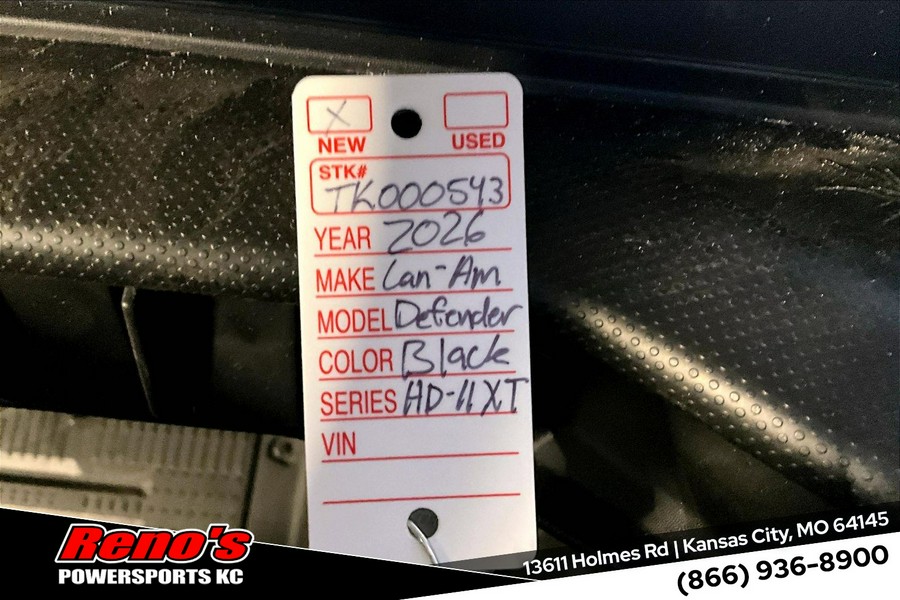 X
NEW USED
STK#
TK000543
YEAR 2026
MAKE Can-Am
MODEL Defender
COLOR Black
SERIES HD-11 XT
VIN
Reno's
POWERSPORTS KC
13611 Holmes Rd | Kansas City, MO 64145
(866) 936-8900